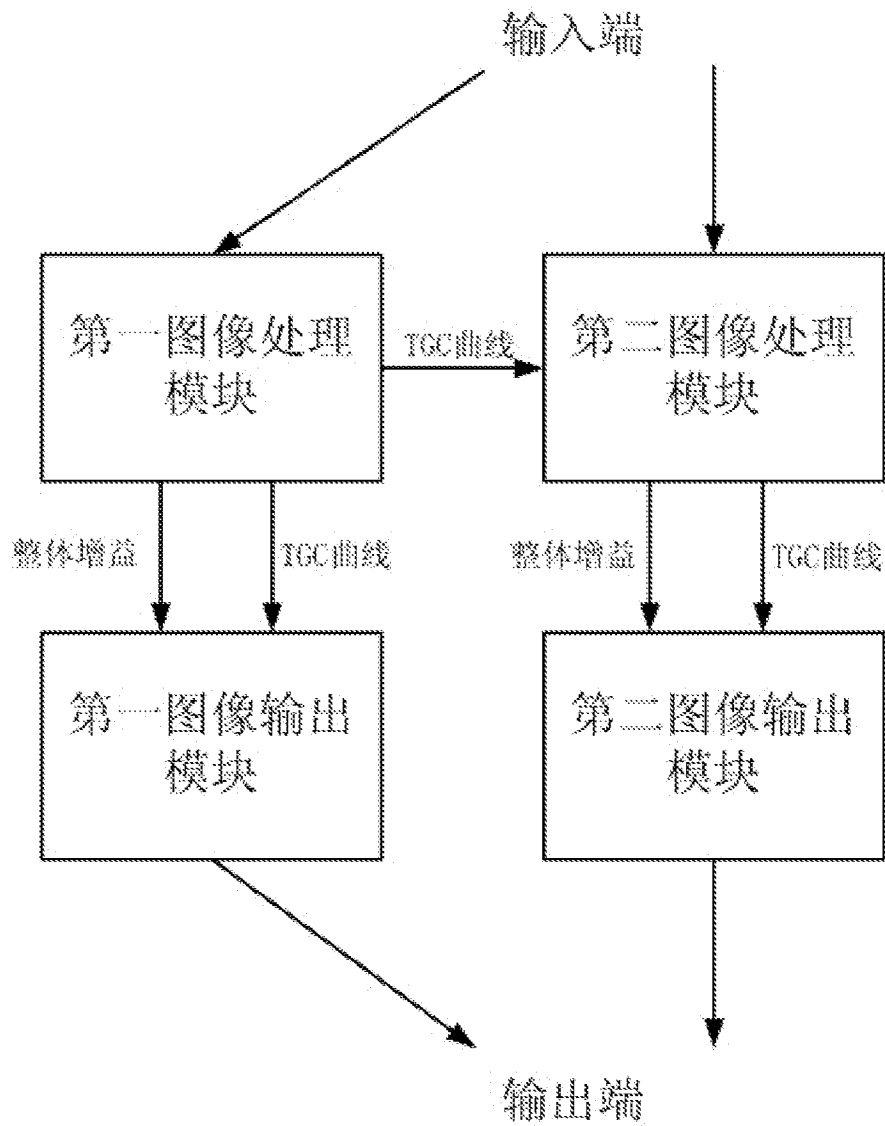 输入端
第一图像处理
模块
TGC曲线
第二图像处理
模块
整体增益
TGC曲线
整体增益
TGC曲线
第一图像输出
模块
第二图像输出
模块
输出端